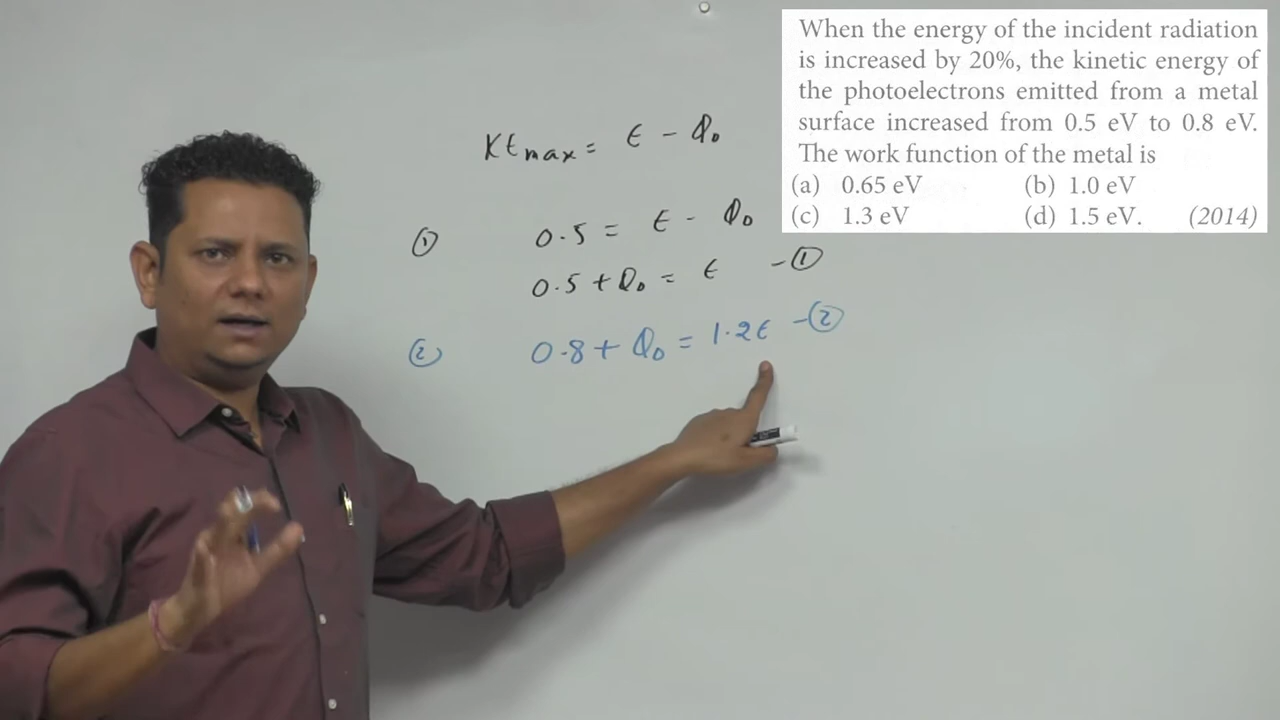 When the energy of the incident radiation
is increased by 20%, the kinetic energy of
the photoelectrons emitted from a metal
surface increased from 0.5 eV to 0.8 eV.
The work function of the metal is
(a) 0.65 eV (b) 1.0 eV
(c) 1.3 eV (d) 1.5 eV. (2014)
KEmax = E - Φ₀
① 0.5 = E - Φ₀
0.5 + Φ₀ = E -①
② 0.8 + Φ₀ = 1.2E -②